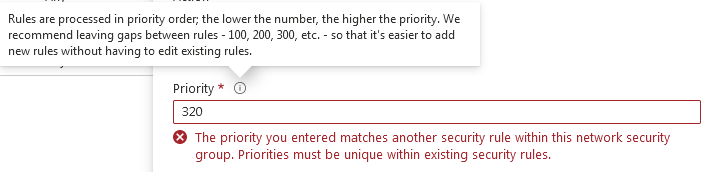 Rules are processed in priority order; the lower the number, the higher the priority. We
recommend leaving gaps between rules - 100, 200, 300, etc. - so that it's easier to add
new rules without having to edit existing rules.
Priority * ⓘ
320
The priority you entered matches another security rule within this network security
group. Priorities must be unique within existing security rules.